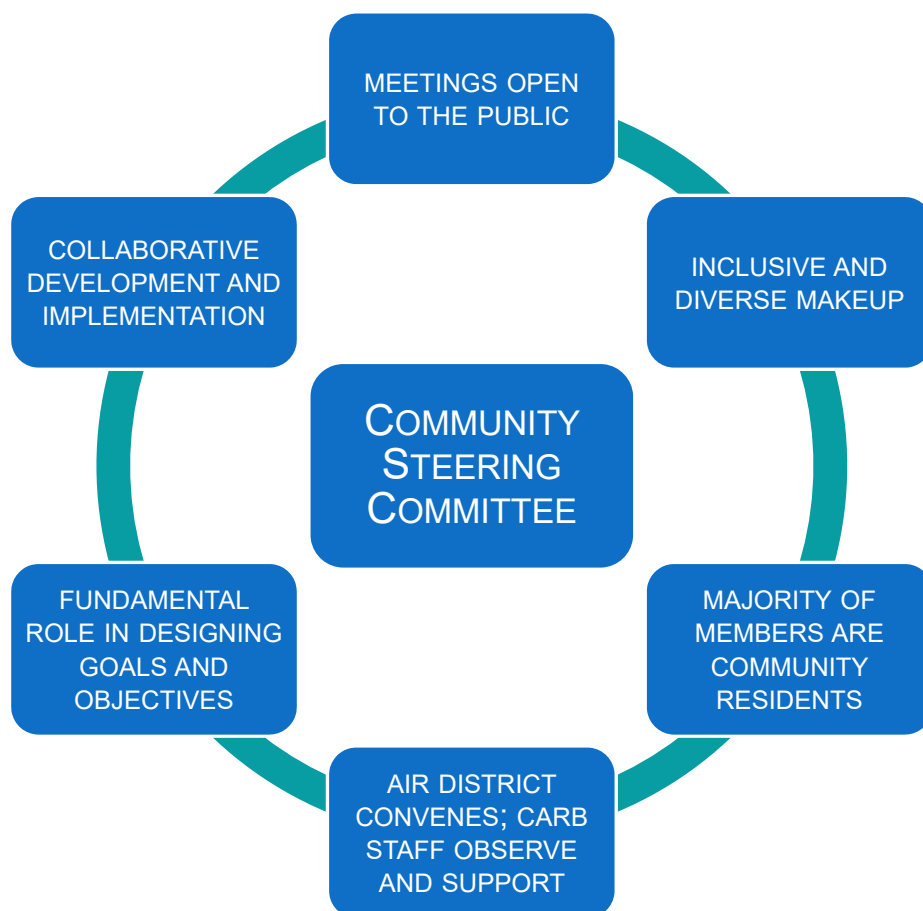 MEETINGS OPEN
TO THE PUBLIC
INCLUSIVE AND
DIVERSE MAKEUP
MAJORITY OF
MEMBERS ARE
COMMUNITY
RESIDENTS
AIR DISTRICT
CONVENES; CARB
STAFF OBSERVE
AND SUPPORT
FUNDAMENTAL
ROLE IN DESIGNING
GOALS AND
OBJECTIVES
COLLABORATIVE
DEVELOPMENT AND
IMPLEMENTATION
COMMUNITY
STEERING
COMMITTEE